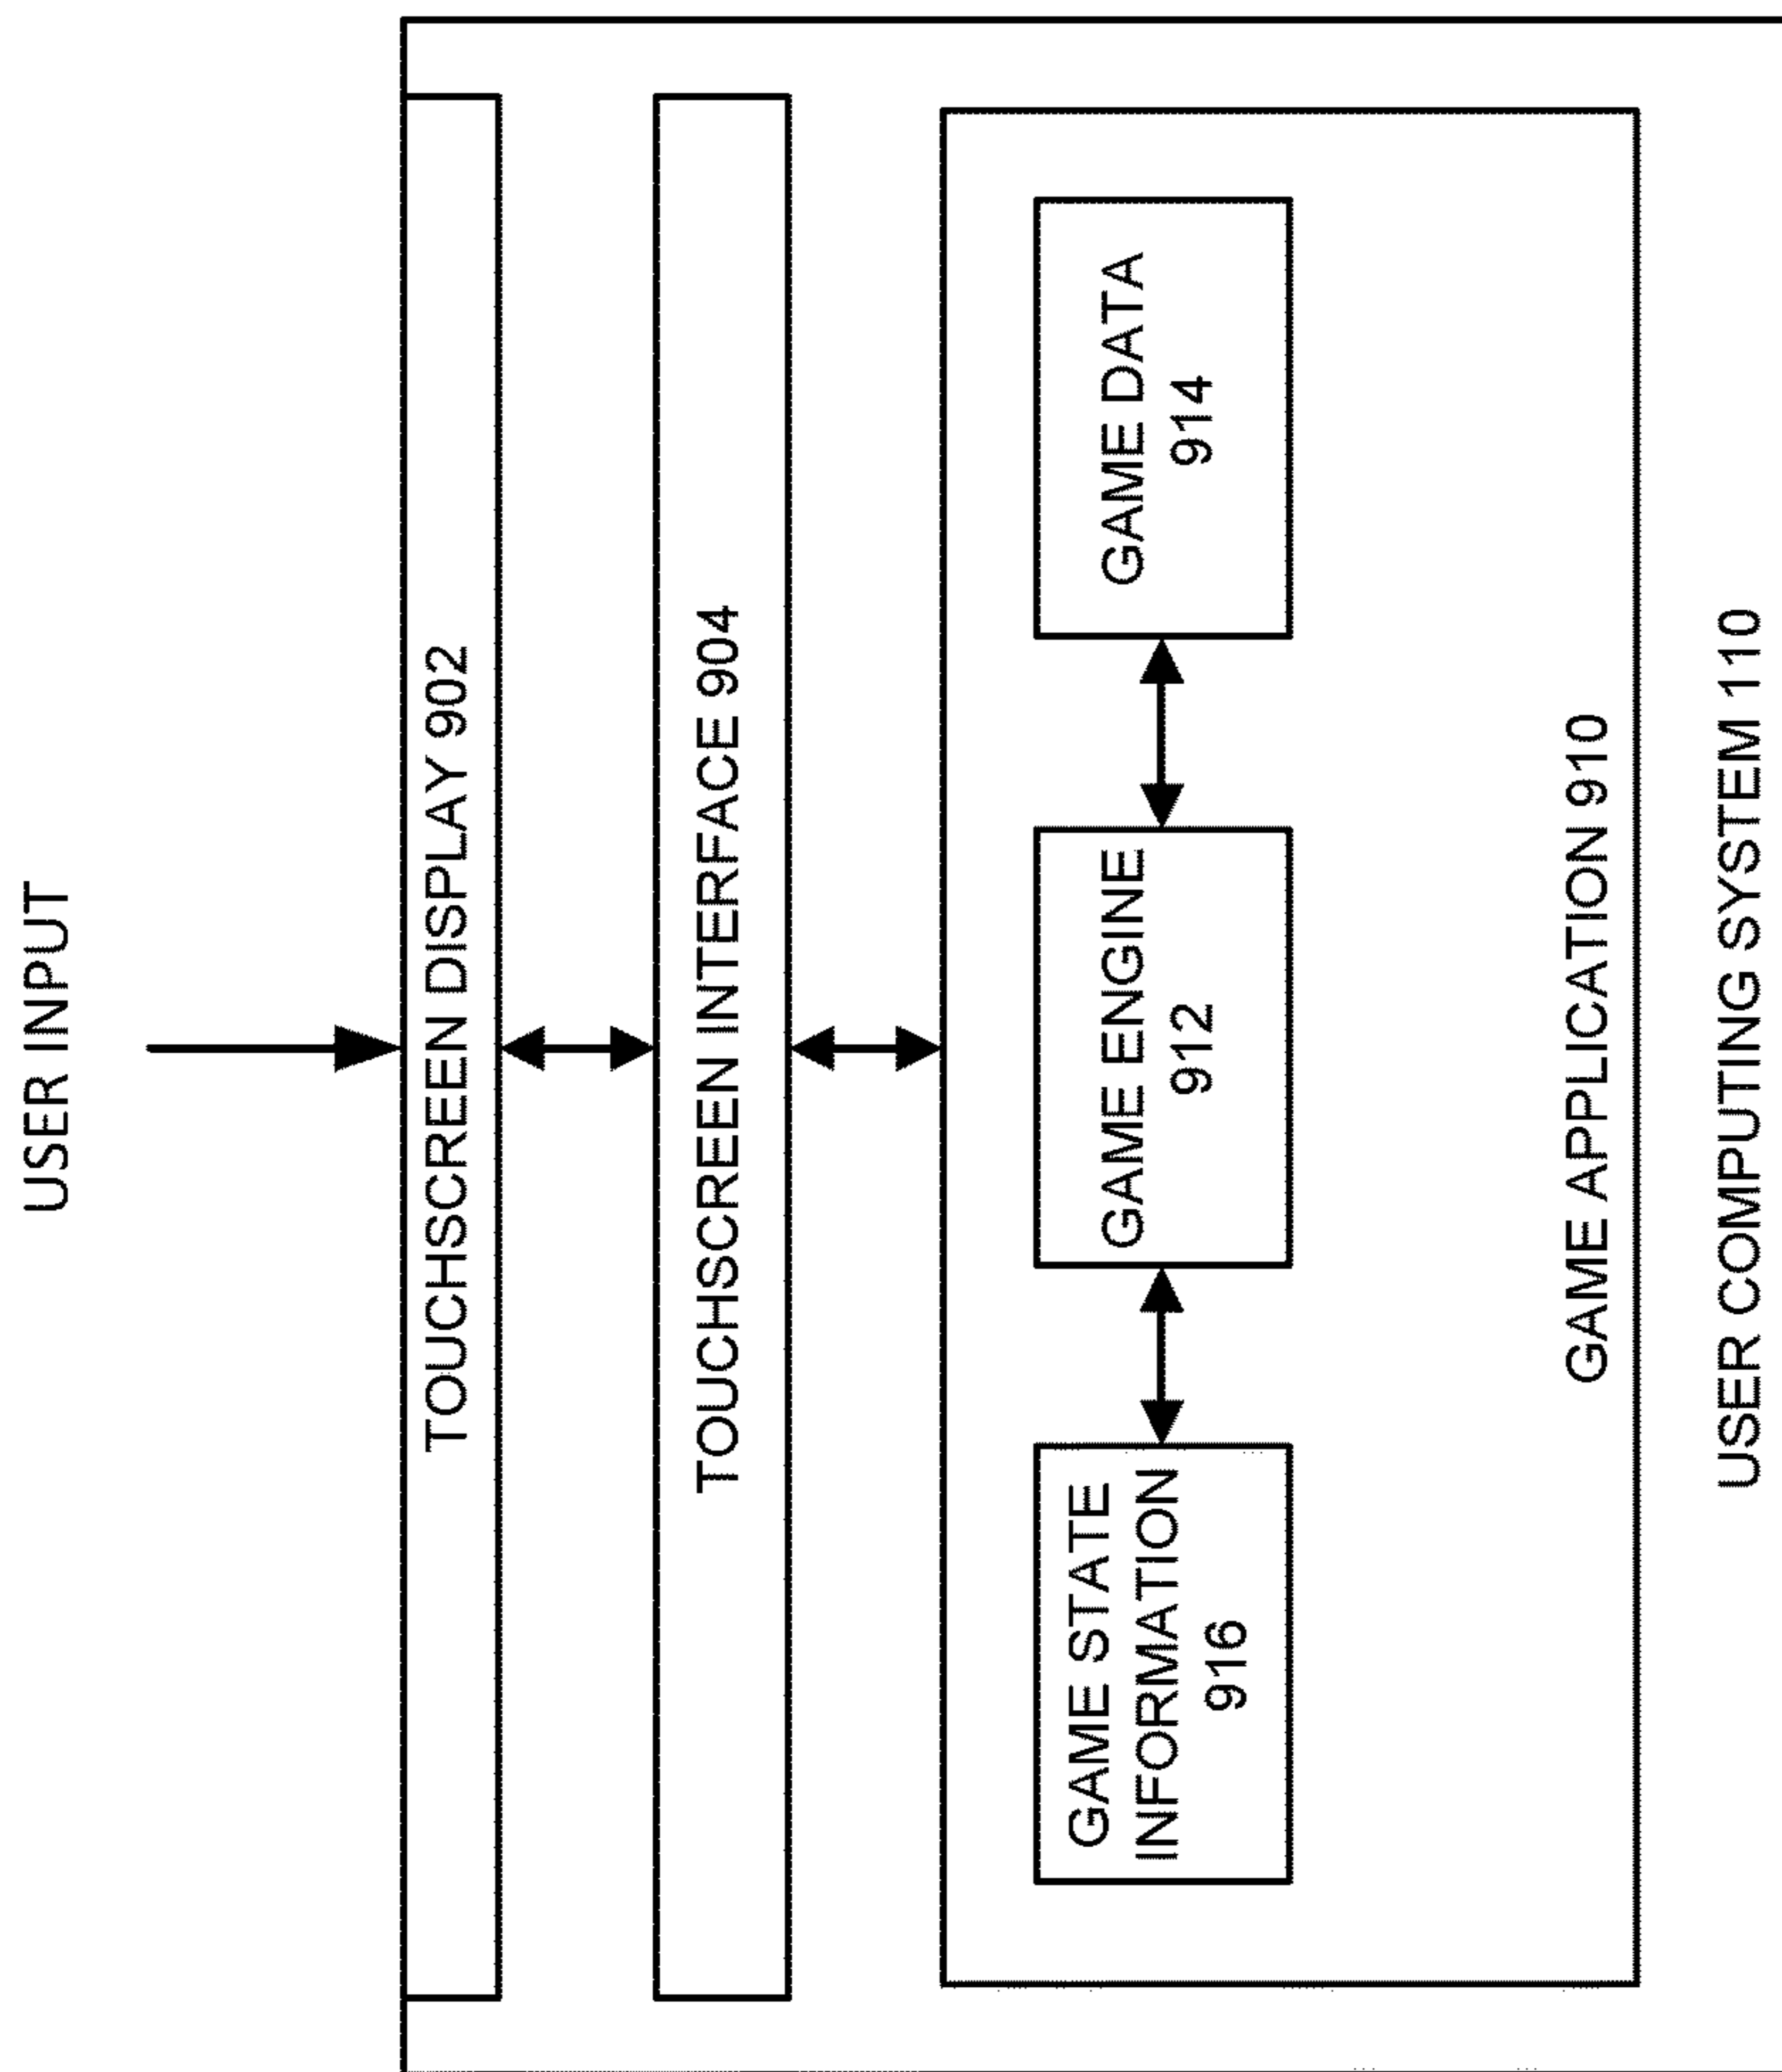 USER INPUT
TOUCHSCREEN DISPLAY 902
TOUCHSCREEN INTERFACE 904
GAME STATE
INFORMATION
916
GAME ENGINE
912
GAME DATA
914
GAME APPLICATION 910
USER COMPUTING SYSTEM 110